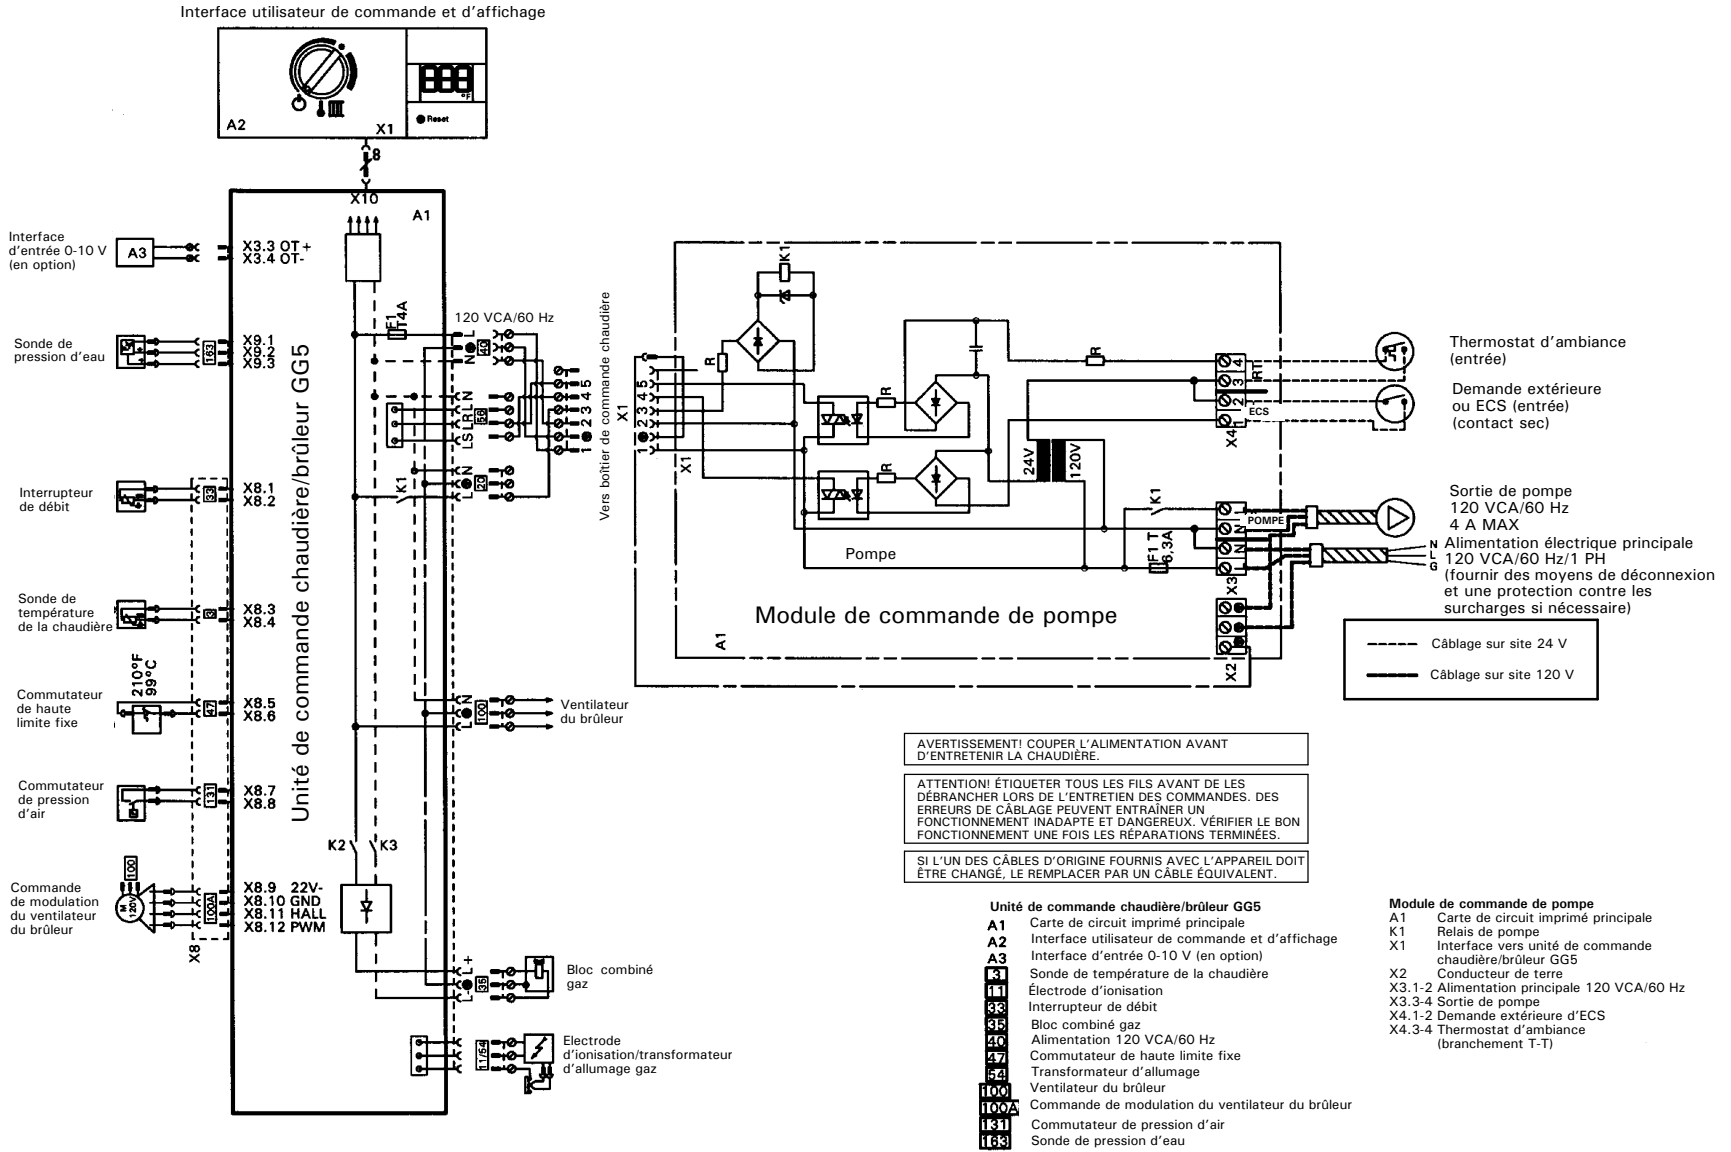 Interface utilisateur de commande et d'affichage
°F
Reset
A2
X1
8
X10
A1
Interface
d'entrée 0-10 V
(en option)
A3
X3.3 OT+
X3.4 OT-
Sonde de
pression d'eau
163
X9.1
X9.2
X9.3
Interrupteur
de débit
33
X8.1
X8.2
Sonde de
température
de la chaudière
3
X8.3
X8.4
210°F
99°C
Commutateur
de haute
limite fixe
47
X8.5
X8.6
Commutateur
de pression
d'air
131
X8.7
X8.8
Commande
de modulation
du ventilateur
du brûleur
100
M
120V
100A
X8.9 22V-
X8.10 GND
X8.11 HALL
X8.12 PWM
X8
Unité de commande chaudière/brûleur GG5
F1
T4A
120 VCA/60 Hz
L
N
40
N
LR
LS
56
K1
N
L
20
N
L
100
Ventilateur
du brûleur
K2
K3
L+
L-
35
Bloc combiné
gaz
11/54
Electrode
d'ionisation/transformateur
d'allumage gaz
1 2 3 4 5
Vers boîtier de commande chaudière
X1
1 2 3 4 5
X1
K1
R
R
R
R
24V
120V
K1
F1 T
6,3A
Pompe
Module de commande de pompe
A1
4
3
2
1
RT
ECS
X4
L
N
N
L
POMPE
X3
X2
Thermostat d'ambiance
(entrée)
Demande extérieure
ou ECS (entrée)
(contact sec)
Sortie de pompe
120 VCA/60 Hz
4 A MAX
N
L
G
Alimentation électrique principale
120 VCA/60 Hz/1 PH
(fournir des moyens de déconnexion
et une protection contre les
surcharges si nécessaire)
Câblage sur site 24 V
Câblage sur site 120 V
AVERTISSEMENT! COUPER L'ALIMENTATION AVANT
D'ENTRETENIR LA CHAUDIÈRE.
ATTENTION! ÉTIQUETER TOUS LES FILS AVANT DE LES
DÉBRANCHER LORS DE L'ENTRETIEN DES COMMANDES. DES
ERREURS DE CÂBLAGE PEUVENT ENTRAÎNER UN
FONCTIONNEMENT INADAPTE ET DANGEREUX. VÉRIFIER LE BON
FONCTIONNEMENT UNE FOIS LES RÉPARATIONS TERMINÉES.
SI L'UN DES CÂBLES D'ORIGINE FOURNIS AVEC L'APPAREIL DOIT
ÊTRE CHANGÉ, LE REMPLACER PAR UN CÂBLE ÉQUIVALENT.
Unité de commande chaudière/brûleur GG5
A1 Carte de circuit imprimé principale
A2 Interface utilisateur de commande et d'affichage
A3 Interface d'entrée 0-10 V (en option)
3 Sonde de température de la chaudière
11 Électrode d'ionisation
33 Interrupteur de débit
35 Bloc combiné gaz
40 Alimentation 120 VCA/60 Hz
47 Commutateur de haute limite fixe
54 Transformateur d'allumage
100 Ventilateur du brûleur
100A Commande de modulation du ventilateur du brûleur
131 Commutateur de pression d'air
163 Sonde de pression d'eau
Module de commande de pompe
A1 Carte de circuit imprimé principale
K1 Relais de pompe
X1 Interface vers unité de commande
chaudière/brûleur GG5
X2 Conducteur de terre
X3.1-2 Alimentation principale 120 VCA/60 Hz
X3.3-4 Sortie de pompe
X4.1-2 Demande extérieure d'ECS
X4.3-4 Thermostat d'ambiance
(branchement T-T)